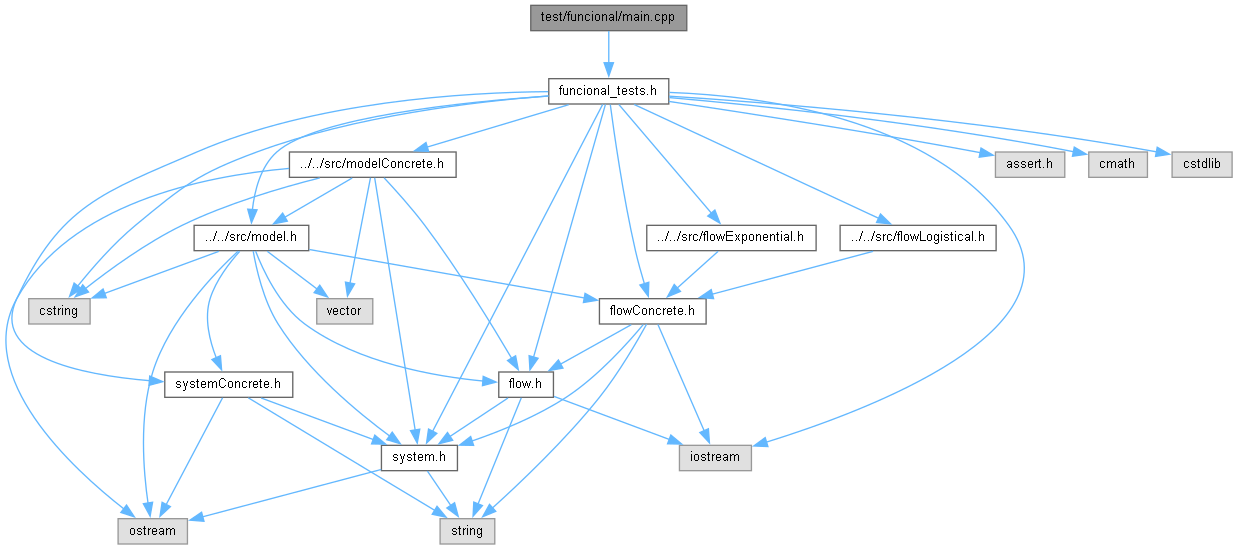 test/funcional/main.cpp
funcional_tests.h
../../src/modelConcrete.h
assert.h
cmath
cstdlib
../../src/model.h
../../src/flowExponential.h
../../src/flowLogistical.h
cstring
vector
flowConcrete.h
systemConcrete.h
flow.h
system.h
iostream
ostream
string